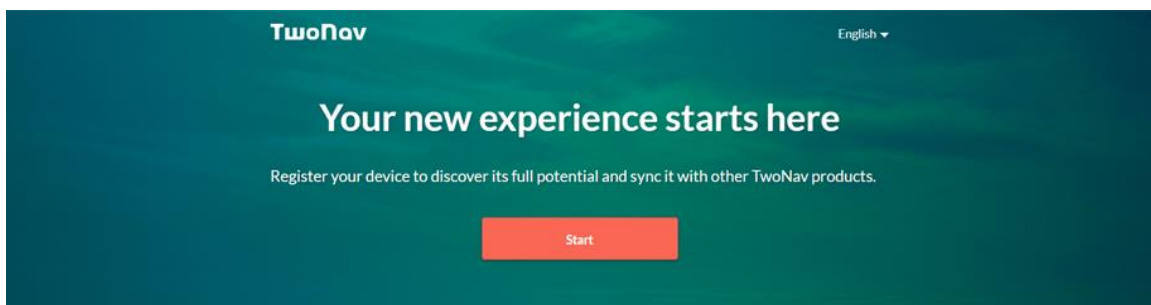 TwoNav
English
Your new experience starts here
Register your device to discover its full potential and sync it with other TwoNav products.
Start